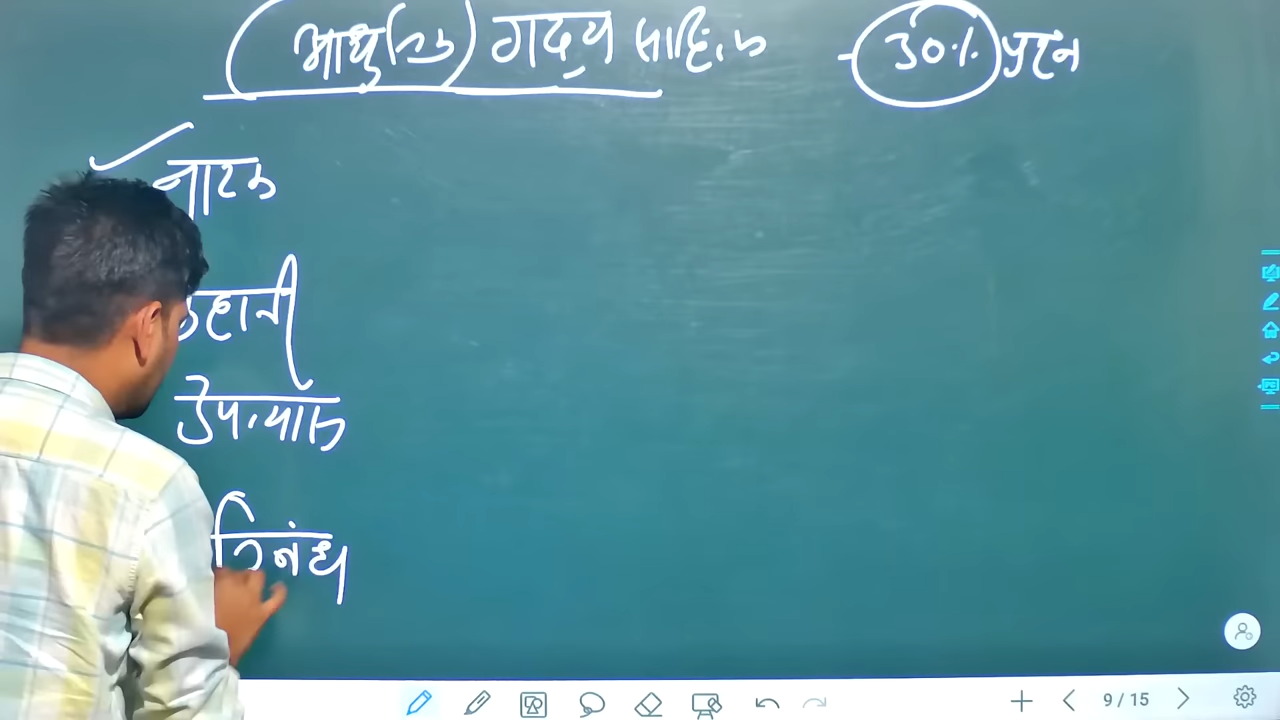 आधुनिक गद्य साहित्य - 30% प्रश्न
नाटक
कहानी
उपन्यास
निबंध
9 / 15